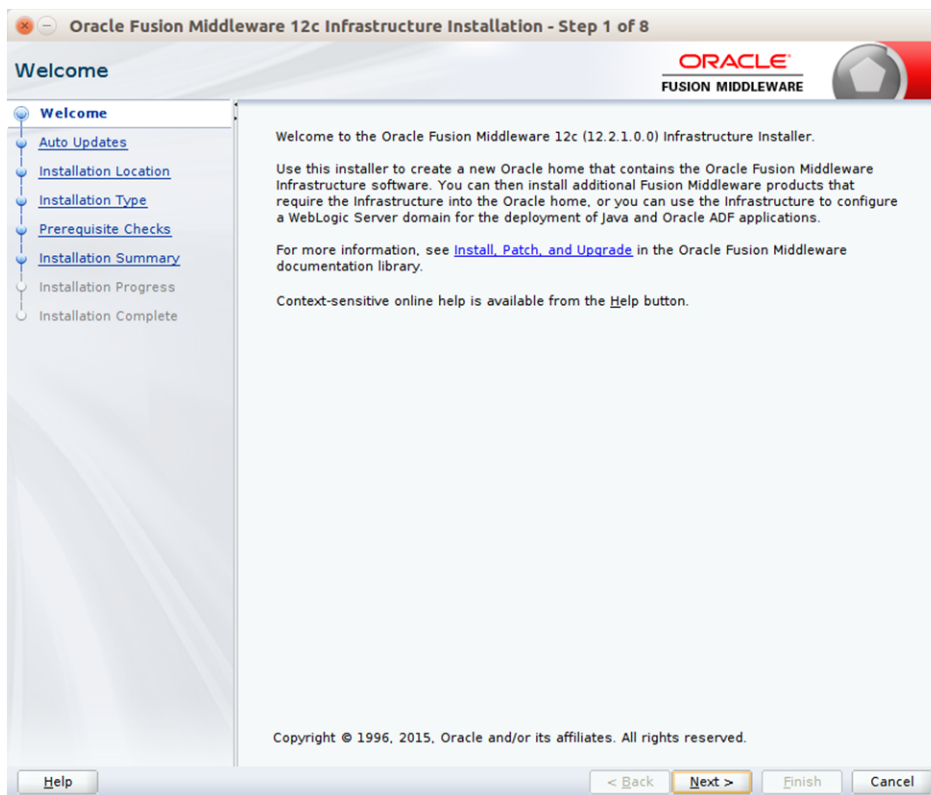 Oracle Fusion Middleware 12c Infrastructure Installation - Step 1 of 8
Welcome
ORACLE
FUSION MIDDLEWARE
Welcome
Auto Updates
Installation Location
Installation Type
Prerequisite Checks
Installation Summary
Installation Progress
Installation Complete
Welcome to the Oracle Fusion Middleware 12c (12.2.1.0.0) Infrastructure Installer.
Use this installer to create a new Oracle home that contains the Oracle Fusion Middleware
Infrastructure software. You can then install additional Fusion Middleware products that
require the Infrastructure into the Oracle home, or you can use the Infrastructure to configure
a WebLogic Server domain for the deployment of Java and Oracle ADF applications.
For more information, see Install, Patch, and Upgrade in the Oracle Fusion Middleware
documentation library.
Context-sensitive online help is available from the Help button.
Copyright © 1996, 2015, Oracle and/or its affiliates. All rights reserved.
Help
< Back
Next >
Finish
Cancel